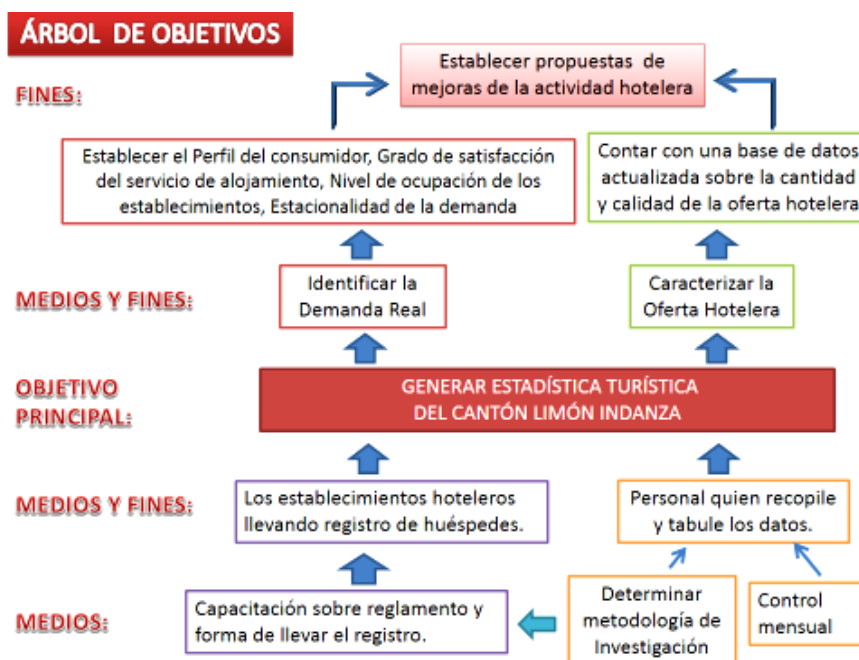 ÁRBOL DE OBJETIVOS
Establecer propuestas de
mejoras de la actividad hotelera
FINES:
Establecer el Perfil del consumidor, Grado de satisfacción
del servicio de alojamiento, Nivel de ocupación de los
establecimientos, Estacionalidad de la demanda
Contar con una base de datos
actualizada sobre la cantidad
y calidad de la oferta hotelera
MEDIOS Y FINES:
Identificar la
Demanda Real
Caracterizar la
Oferta Hotelera
OBJETIVO
PRINCIPAL:
GENERAR ESTADÍSTICA TURÍSTICA
DEL CANTÓN LIMÓN INDANZA
MEDIOS Y FINES:
Los establecimientos hoteleros
llevando registro de huéspedes.
Personal quien recopile
y tabule los datos.
MEDIOS:
Capacitación sobre reglamento y
forma de llevar el registro.
Determinar
metodología de
Investigación
Control
mensual